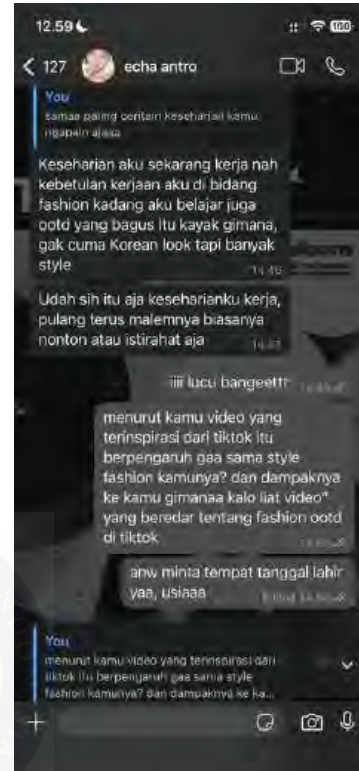 12.59
127 echa antro
You
samaa paling ceritain keseharian kamu
ngapain ajaaa
Keseharian aku sekarang kerja nah
kebetulan kerjaan aku di bidang
fashion kadang aku belajar juga
ootd yang bagus itu kayak gimana,
gak cuma Korean look tapi banyak
style
Udah sih itu aja keseharianku kerja,
pulang terus malemnya biasanya
nonton atau istirahat aja
iiii lucu bangeettt
menurut kamu video yang
terinspirasi dari tiktok itu
berpengaruh gaa sama style
fashion kamunya? dan dampaknya
ke kamu gimanaa kalo liat video"
yang beredar tentang fashion ootd
di tiktok
anw minta tempat tanggal lahir
yaa, usiaaa
You
menurut kamu video yang terinspirasi dari
tiktok itu berpengaruh gaa sama style
fashion kamunya? dan dampaknya ke ka...